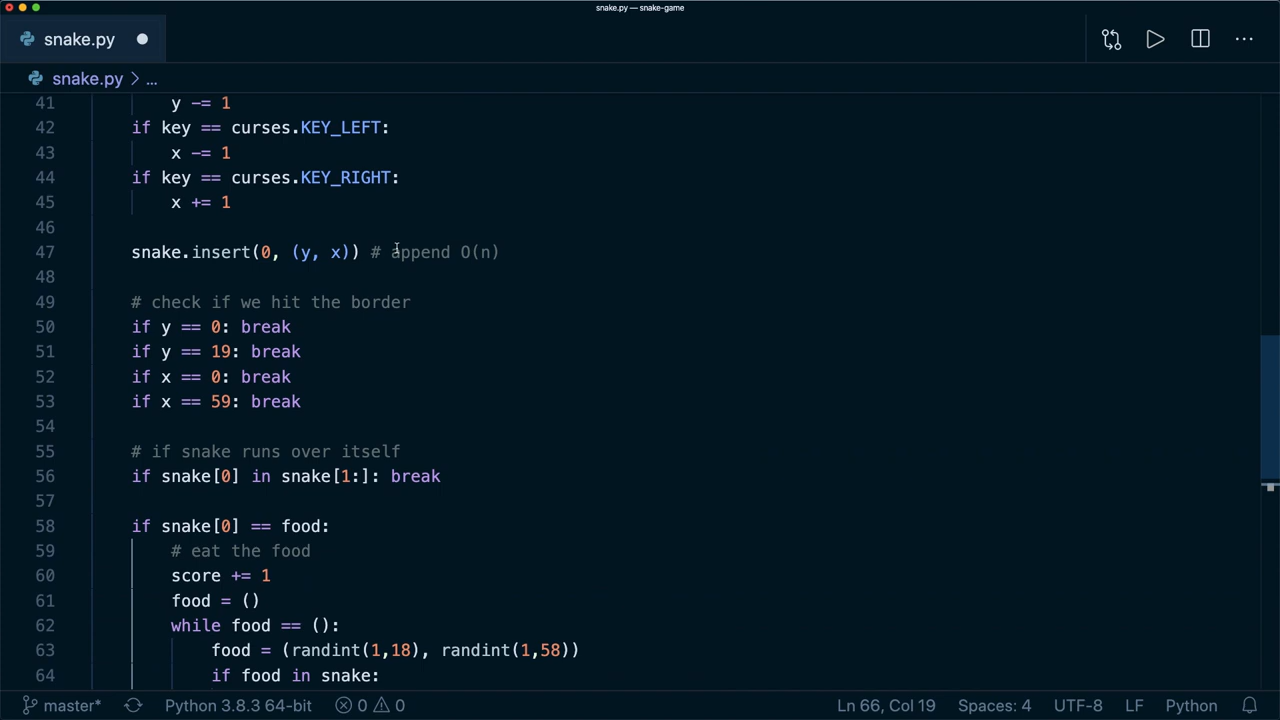 snake.py — snake-game
snake.py
snake.py > ...
41 y -= 1
42 if key == curses.KEY_LEFT:
43 x -= 1
44 if key == curses.KEY_RIGHT:
45 x += 1
46
47 snake.insert(0, (y, x)) # append O(n)
48
49 # check if we hit the border
50 if y == 0: break
51 if y == 19: break
52 if x == 0: break
53 if x == 59: break
54
55 # if snake runs over itself
56 if snake[0] in snake[1:]: break
57
58 if snake[0] == food:
59 # eat the food
60 score += 1
61 food = ()
62 while food == ():
63 food = (randint(1,18), randint(1,58))
64 if food in snake:
master* Python 3.8.3 64-bit 0 0 Ln 66, Col 19 Spaces: 4 UTF-8 LF Python